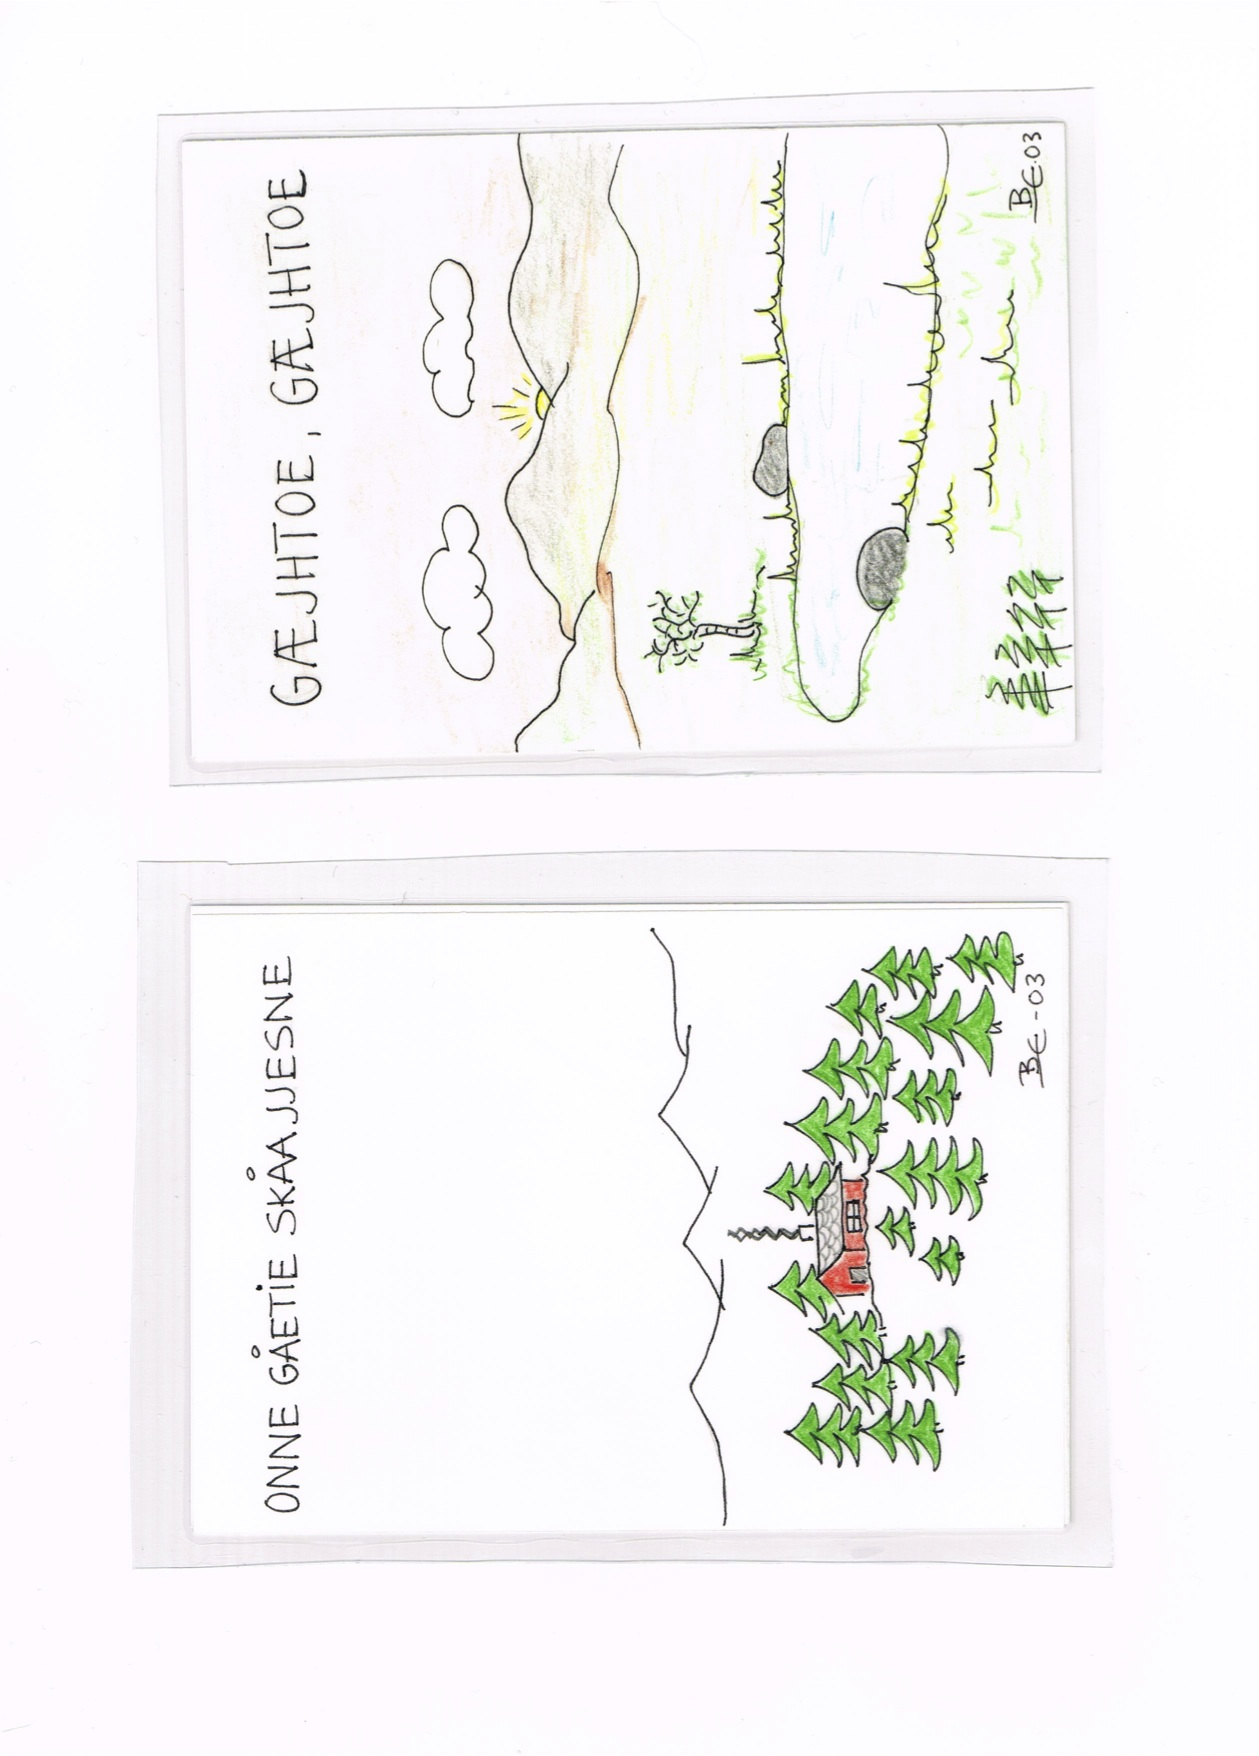 GÆJHTOE, GÆJHTOE
BE-03
ONNE GÅETIE SKÅAJJESNE
BE-03